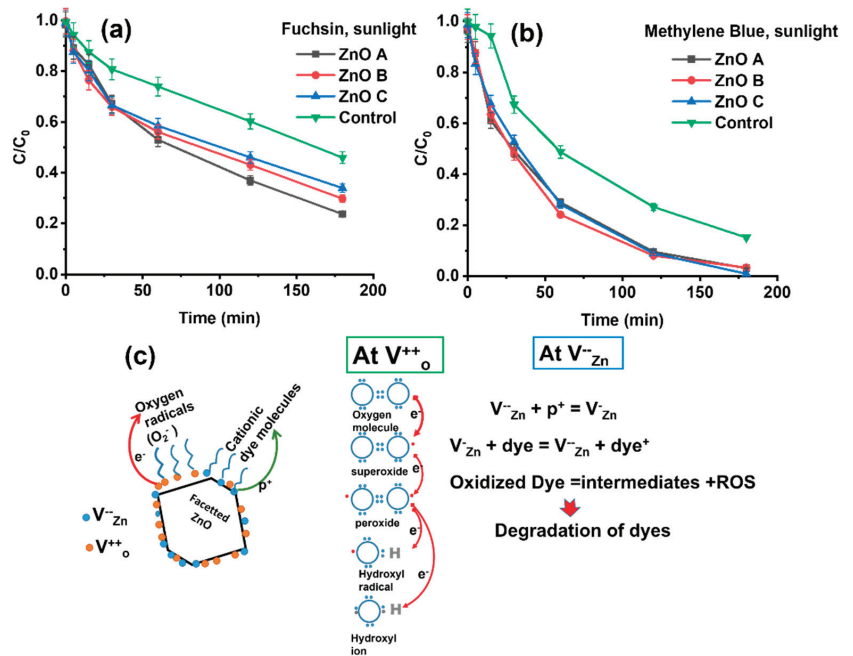 (a)
Fuchsin, sunlight
ZnO A
ZnO B
ZnO C
Control
C/C0
1.0
0.8
0.6
0.4
0.2
0.0
0 50 100 150 200
Time (min)
(b)
Methylene Blue, sunlight
ZnO A
ZnO B
ZnO C
Control
C/C0
1.0
0.8
0.6
0.4
0.2
0.0
0 50 100 150 200
Time (min)
(c)
Oxygen
radicals
(O2-)
e-
Cationic
dye molecules
p+
Facetted
ZnO
V--Zn
V++o
At V++o
Oxygen
molecule
e-
superoxide
e-
peroxide
e-
H
Hydroxyl
radical
e-
H
Hydroxyl
ion
At V--Zn
V--Zn + p+ = V-Zn
V-Zn + dye = V--Zn + dye+
Oxidized Dye =intermediates +ROS
Degradation of dyes